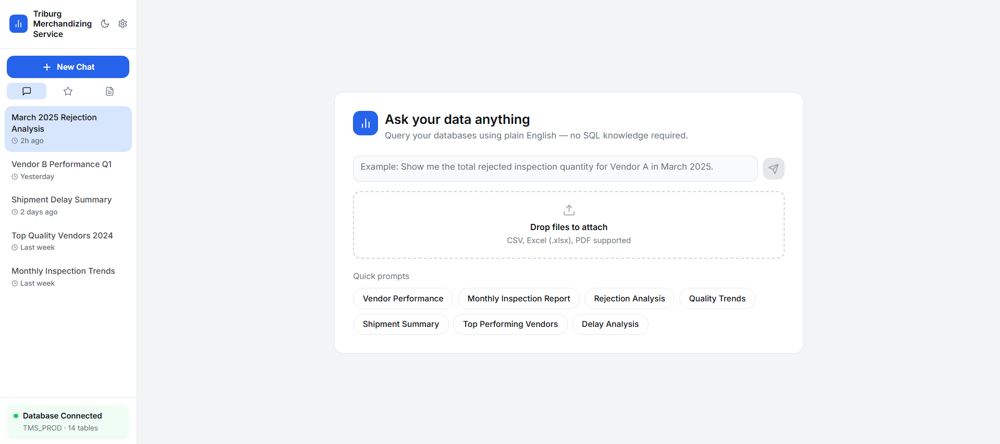 Triburg
Merchandizing
Service
New Chat
March 2025 Rejection
Analysis
2h ago
Vendor B Performance Q1
Yesterday
Shipment Delay Summary
2 days ago
Top Quality Vendors 2024
Last week
Monthly Inspection Trends
Last week
Database Connected
TMS_PROD · 14 tables
Ask your data anything
Query your databases using plain English — no SQL knowledge required.
Example: Show me the total rejected inspection quantity for Vendor A in March 2025.
Drop files to attach
CSV, Excel (.xlsx), PDF supported
Quick prompts
Vendor Performance
Monthly Inspection Report
Rejection Analysis
Quality Trends
Shipment Summary
Top Performing Vendors
Delay Analysis